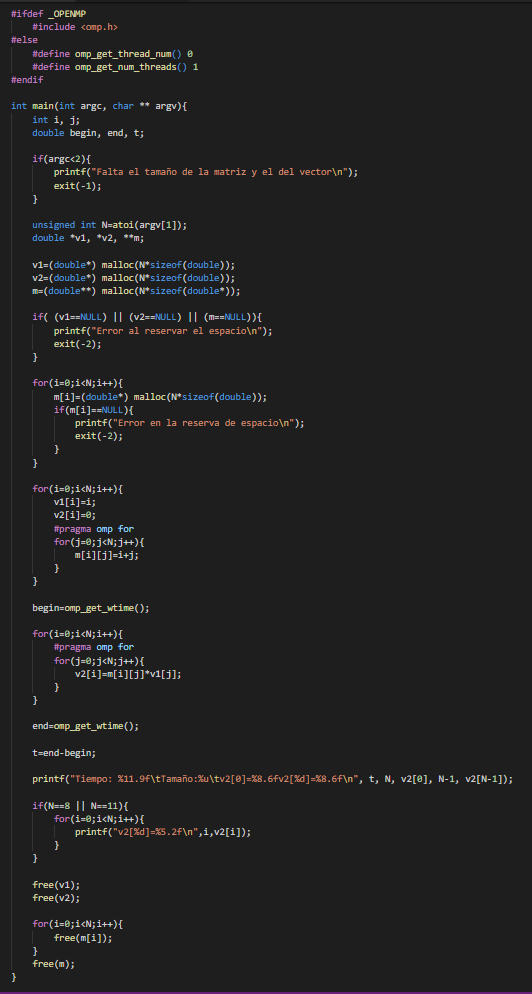 #ifdef _OPENMP
    #include <omp.h>
#else
    #define omp_get_thread_num() 0
    #define omp_get_num_threads() 1
#endif

int main(int argc, char ** argv){
    int i, j;
    double begin, end, t;

    if(argc<2){
        printf("Falta el tamaño de la matriz y el del vector\n");
        exit(-1);
    }

    unsigned int N=atoi(argv[1]);
    double *v1, *v2, **m;

    v1=(double*) malloc(N*sizeof(double));
    v2=(double*) malloc(N*sizeof(double));
    m=(double**) malloc(N*sizeof(double*));

    if( (v1==NULL) || (v2==NULL) || (m==NULL)){
        printf("Error al reservar el espacio\n");
        exit(-2);
    }

    for(i=0;i<N;i++){
        m[i]=(double*) malloc(N*sizeof(double));
        if(m[i]==NULL){
            printf("Error en la reserva de espacio\n");
            exit(-2);
        }
    }

    for(i=0;i<N;i++){
        v1[i]=i;
        v2[i]=0;
        #pragma omp for
        for(j=0;j<N;j++){
            m[i][j]=i+j;
        }
    }

    begin=omp_get_wtime();

    for(i=0;i<N;i++){
        #pragma omp for
        for(j=0;j<N;j++){
            v2[i]=m[i][j]*v1[j];
        }
    }

    end=omp_get_wtime();

    t=end-begin;

    printf("Tiempo: %11.9f\tTamaño:%u\tv2[0]=%8.6fv2[%d]=%8.6f\n", t, N, v2[0], N-1, v2[N-1]);

    if(N==8 || N==11){
        for(i=0;i<N;i++){
            printf("v2[%d]=%5.2f\n",i,v2[i]);
        }
    }

    free(v1);
    free(v2);

    for(i=0;i<N;i++){
        free(m[i]);
    }
    free(m);
}